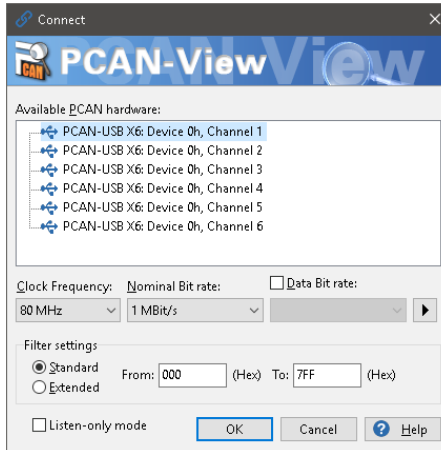 Connect
CAN
PCAN-View
Available PCAN hardware:
PCAN-USB X6: Device 0h, Channel 1
PCAN-USB X6: Device 0h, Channel 2
PCAN-USB X6: Device 0h, Channel 3
PCAN-USB X6: Device 0h, Channel 4
PCAN-USB X6: Device 0h, Channel 5
PCAN-USB X6: Device 0h, Channel 6
Clock Frequency: Nominal Bit rate: Data Bit rate:
80 MHz 1 MBit/s
Filter settings
Standard
Extended
From: 000 (Hex) To: 7FF (Hex)
Listen-only mode OK Cancel Help